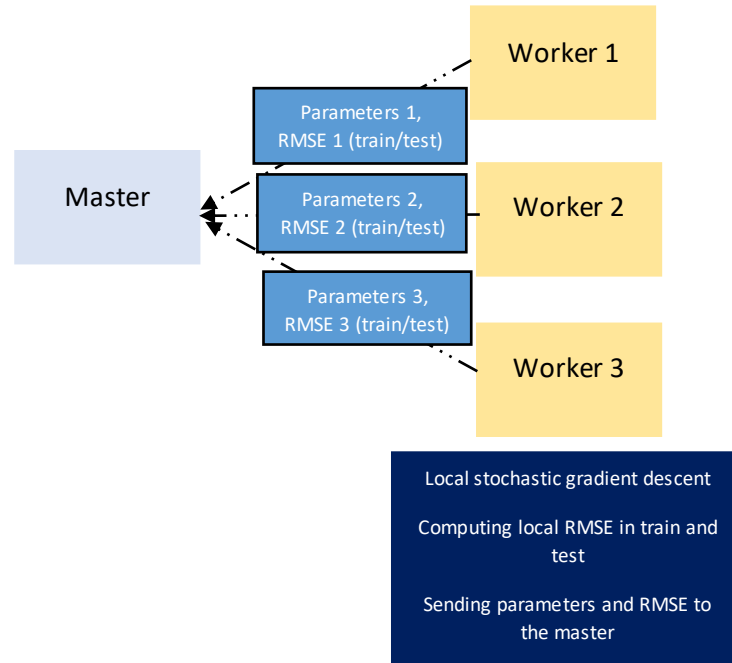 Worker 1
Parameters 1,
RMSE 1 (train/test)
Master
Parameters 2,
RMSE 2 (train/test)
Worker 2
Parameters 3,
RMSE 3 (train/test)
Worker 3
Local stochastic gradient descent
Computing local RMSE in train and
test
Sending parameters and RMSE to
the master